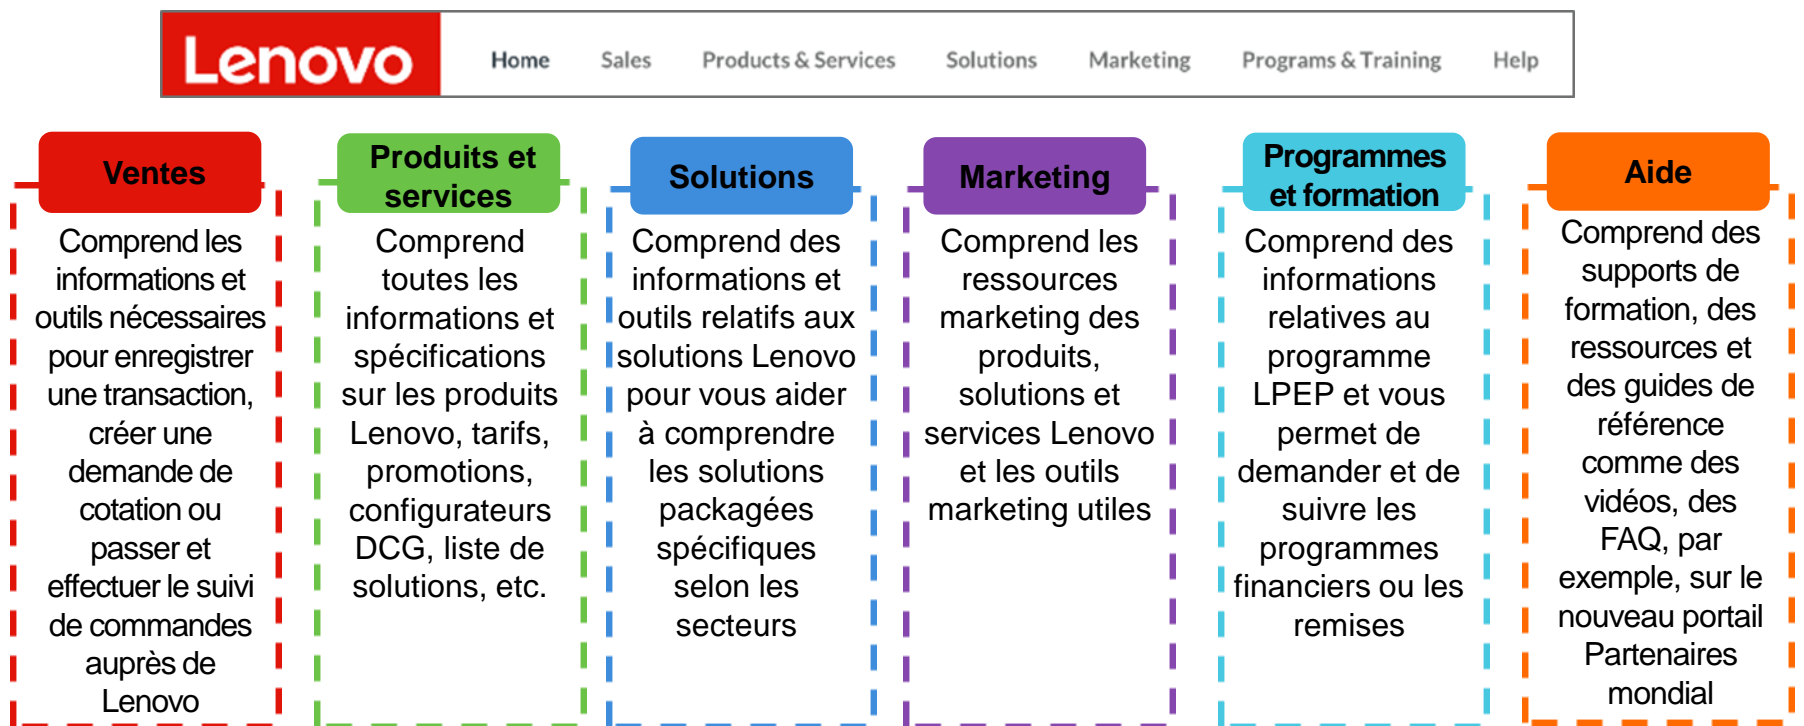 Lenovo
Home Sales Products & Services Solutions Marketing Programs & Training Help
Ventes
Comprend les
informations et
outils nécessaires
pour enregistrer
une transaction,
créer une
demande de
cotation ou
passer et
effectuer le suivi
de commandes
auprès de
Lenovo
Produits et
services
Comprend
toutes les
informations et
spécifications
sur les produits
Lenovo, tarifs,
promotions,
configurateurs
DCG, liste de
solutions, etc.
Solutions
Comprend des
informations et
outils relatifs aux
solutions Lenovo
pour vous aider
à comprendre
les solutions
packagées
spécifiques
selon les
secteurs
Marketing
Comprend les
ressources
marketing des
produits,
solutions et
services Lenovo
et les outils
marketing utiles
Programmes
et formation
Comprend des
informations
relatives au
programme
LPEP et vous
permet de
demander et de
suivre les
programmes
financiers ou les
remises
Aide
Comprend des
supports de
formation, des
ressources et
des guides de
référence
comme des
vidéos, des
FAQ, par
exemple, sur le
nouveau portail
Partenaires
mondial